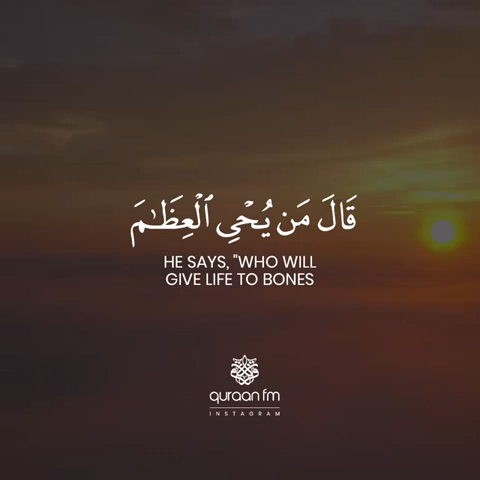 قَالَ مَن يُحْىِ ٱلْعِظَـٰمَ
HE SAYS, "WHO WILL
GIVE LIFE TO BONES
quraan fm
INSTAGRAM